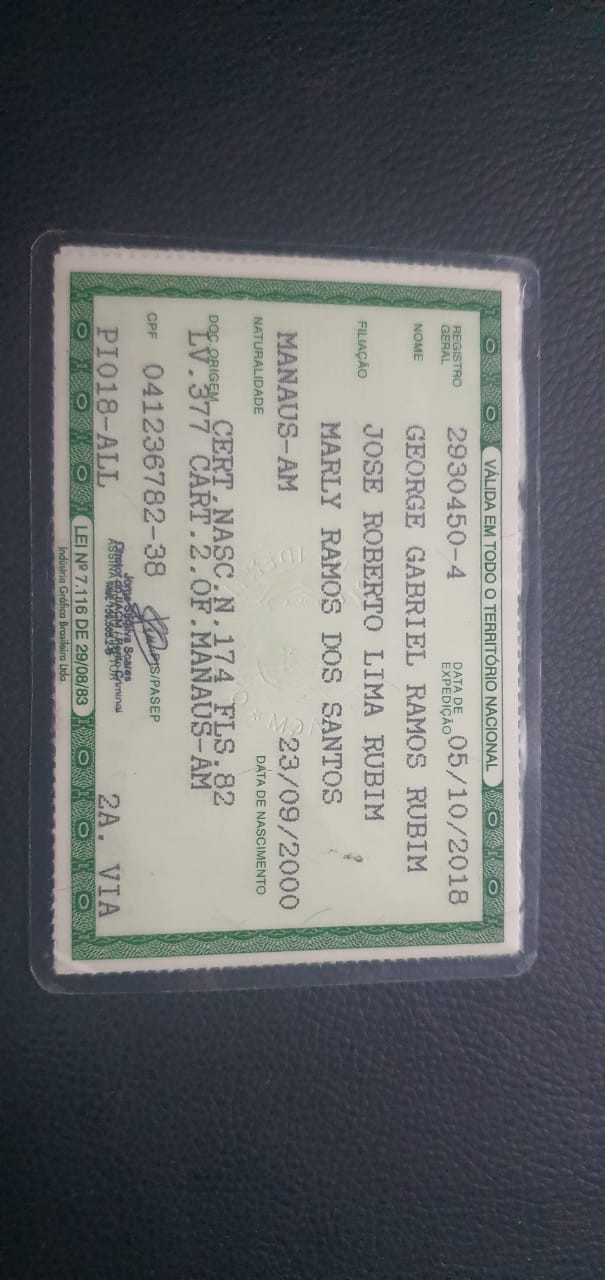 VÁLIDA EM TODO O TERRITÓRIO NACIONAL
REGISTRO GERAL 2930450-4 DATA DE EXPEDIÇÃO 05/10/2018
NOME GEORGE GABRIEL RAMOS RUBIM
FILIAÇÃO JOSE ROBERTO LIMA RUBIM
MARLY RAMOS DOS SANTOS
NATURALIDADE MANAUS-AM DATA DE NASCIMENTO 23/09/2000
DOC ORIGEM CERT.NASC.N.174 FLS.82
LV.377 CART.2.OF.MANAUS-AM
CPF 041236782-38 PIS/PASEP
Soares
PI018-ALL 2A. VIA
LEI Nº 7.116 DE 29/08/83
Indústria Gráfica Brasileira Ltda